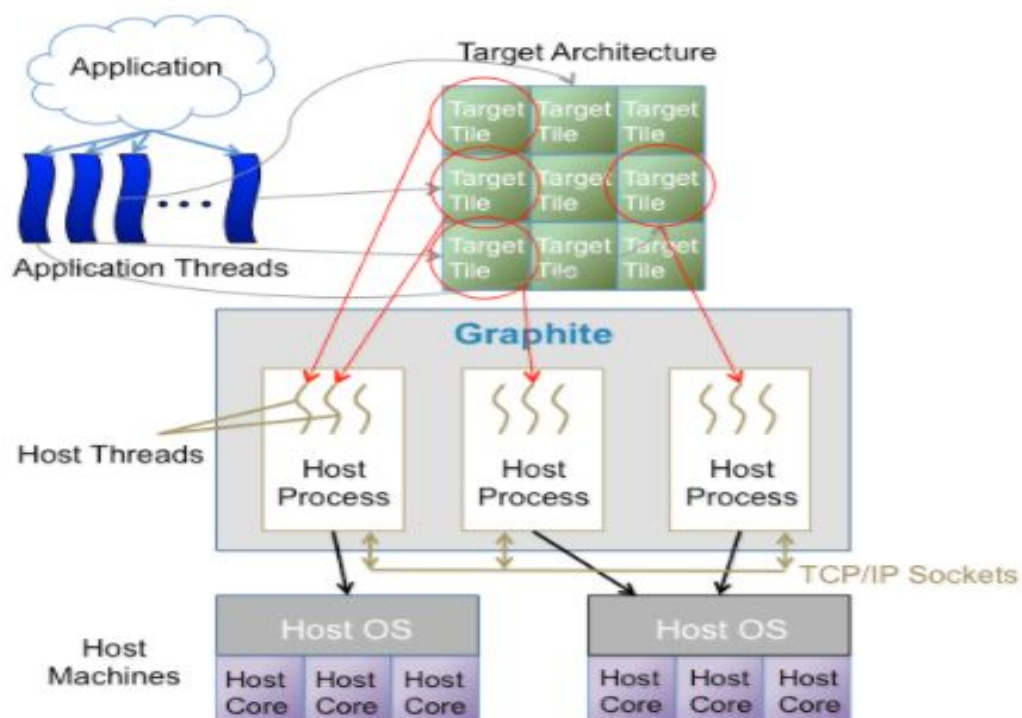 Application
Target Architecture
Target Target Target
Tile Tile Tile
Target Target Target
Tile Tile Tile
Target Target Target
Tile Tile Tile
Application Threads
Graphite
Host Threads
Host Host Host
Process Process Process
TCP/IP Sockets
Host OS Host OS
Host
Machines
Host Host Host Host Host Host
Core Core Core Core Core Core